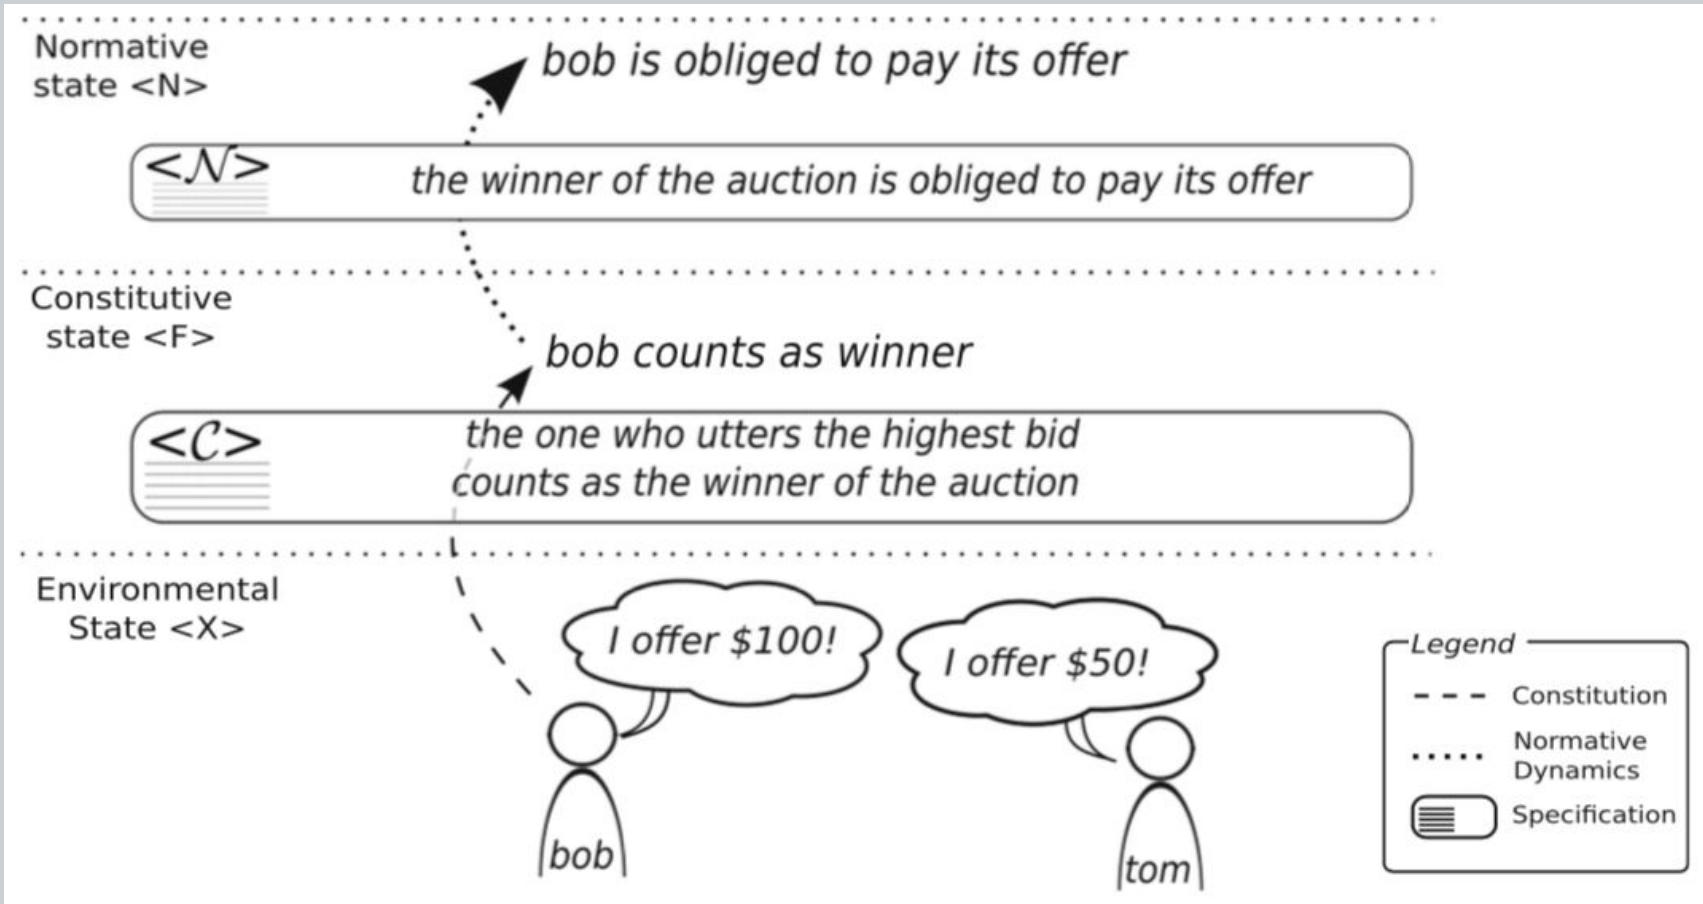 Normative
state <N>
bob is obliged to pay its offer
<𝒩>
the winner of the auction is obliged to pay its offer
Constitutive
state <F>
bob counts as winner
<𝒞>
the one who utters the highest bid
counts as the winner of the auction
Environmental
State <X>
I offer $100!
I offer $50!
bob
tom
Legend
Constitution
Normative
Dynamics
Specification